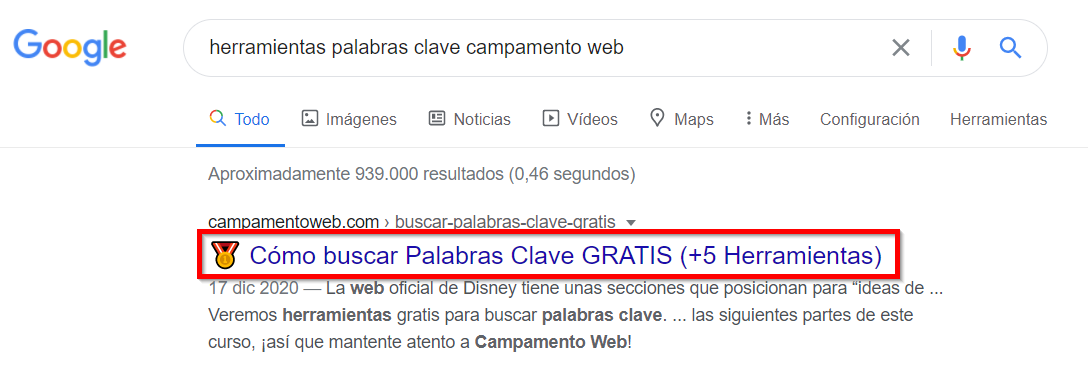 Google herramientas palabras clave campamento web
Todo Imágenes Noticias Vídeos Maps Más Configuración Herramientas
Aproximadamente 939.000 resultados (0,46 segundos)
campamentoweb.com › buscar-palabras-clave-gratis
Cómo buscar Palabras Clave GRATIS (+5 Herramientas)
17 dic 2020 — La web oficial de Disney tiene unas secciones que posicionan para “ideas de ...
Veremos herramientas gratis para buscar palabras clave. ... las siguientes partes de este
curso, ¡así que mantente atento a Campamento Web!